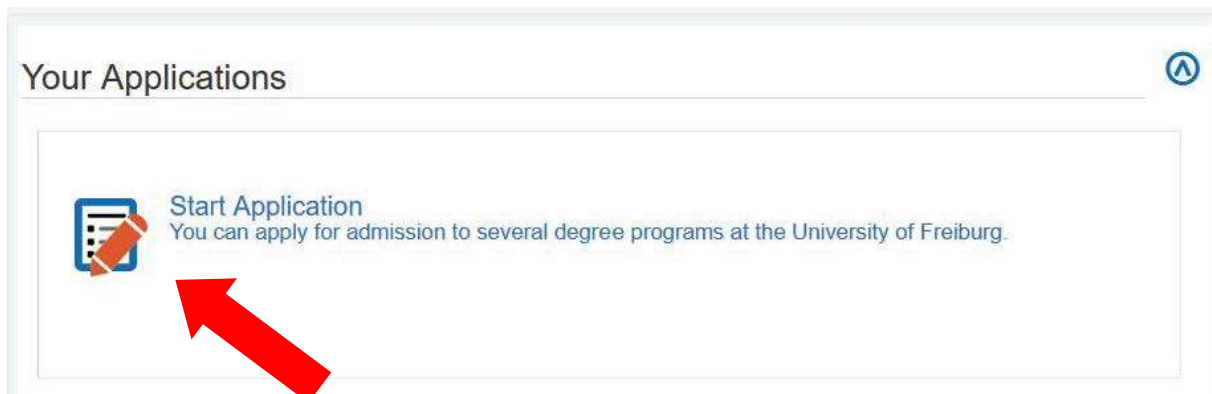 Your Applications
Start Application
You can apply for admission to several degree programs at the University of Freiburg.